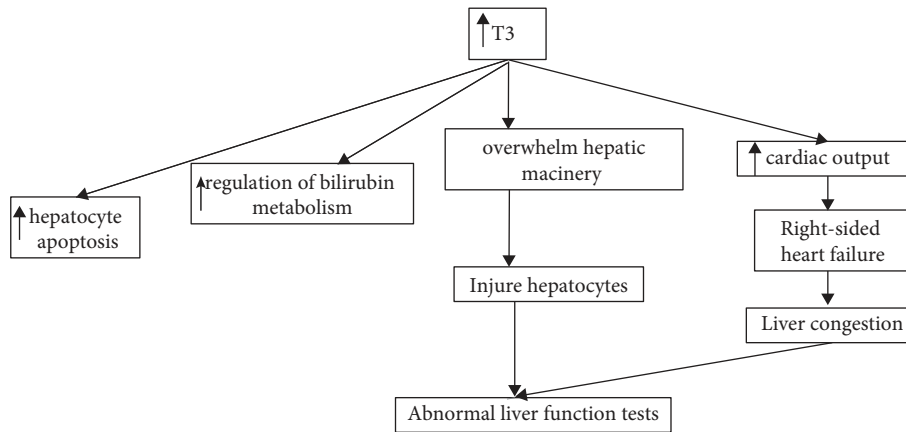 T3
overwhelm hepatic
macinery
cardiac output
regulation of bilirubin
metabolism
hepatocyte
apoptosis
Right-sided
heart failure
Injure hepatocytes
Liver congestion
Abnormal liver function tests